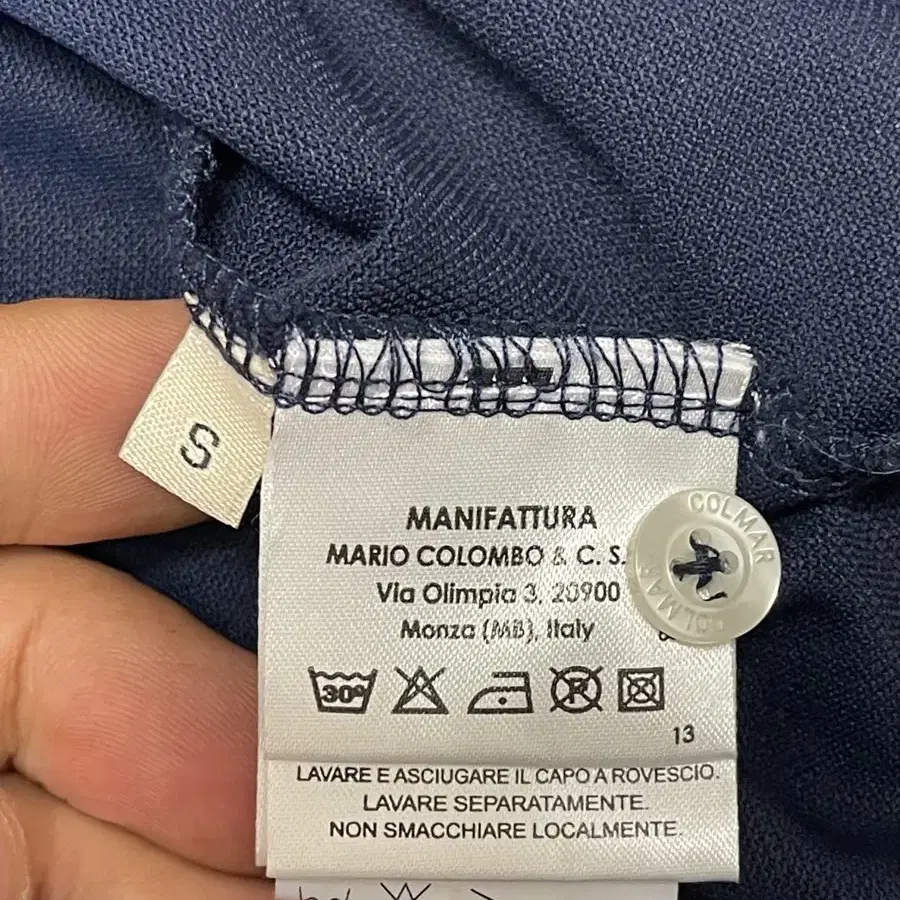 S
MANIFATTURA
MARIO COLOMBO & C. S.
Via Olimpia 3, 20900
Monza (MB), Italy
COLMAR
COLMAR
30°
R
13
LAVARE E ASCIUGARE IL CAPO A ROVESCIO.
LAVARE SEPARATAMENTE.
NON SMACCHIARE LOCALMENTE.